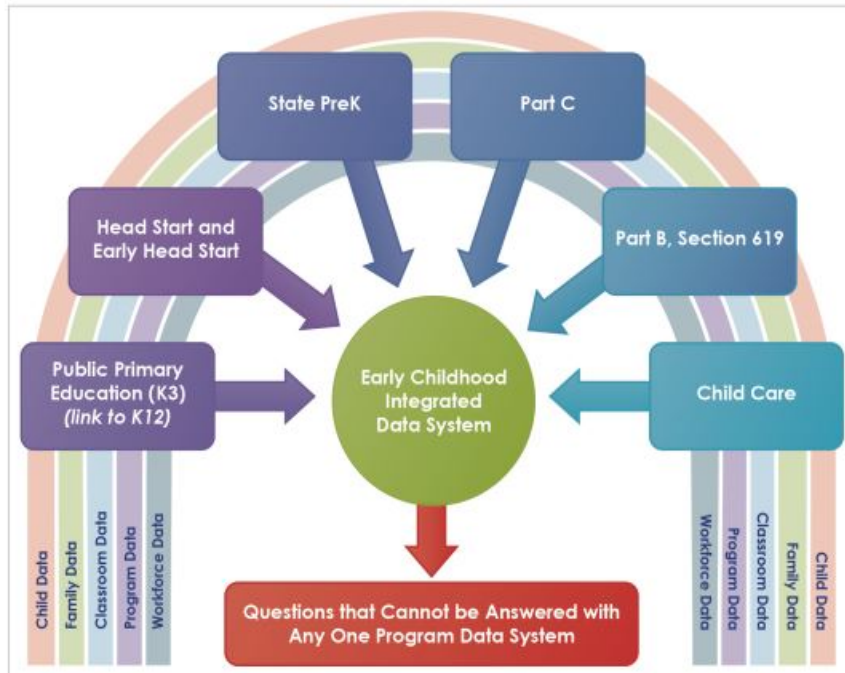 State PreK
Part C
Head Start and
Early Head Start
Part B, Section 619
Public Primary
Education (K3)
(link to K12)
Early Childhood
Integrated
Data System
Child Care
Child Data
Family Data
Classroom Data
Program Data
Workforce Data
Workforce Data
Program Data
Classroom Data
Family Data
Child Data
Questions that Cannot be Answered with
Any One Program Data System